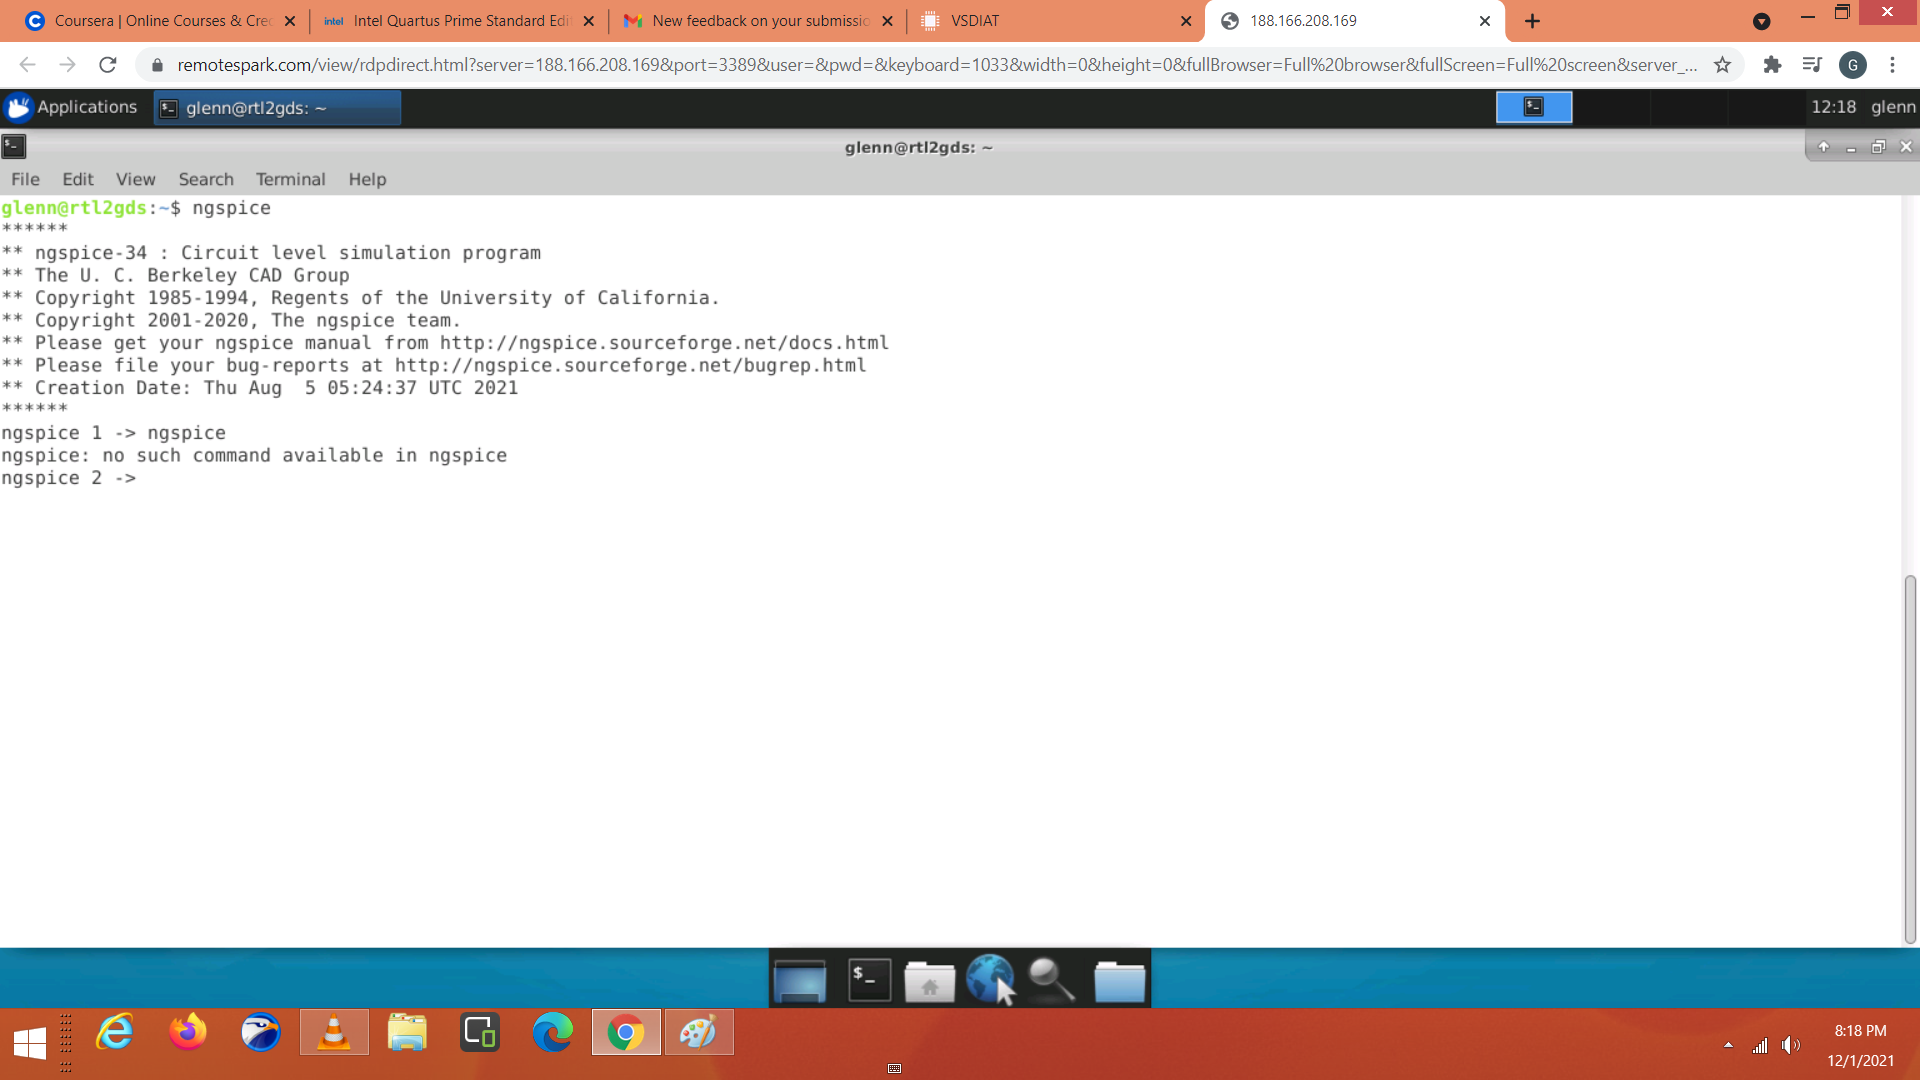 Coursera | Online Courses & Cre
intel Intel Quartus Prime Standard Edi
New feedback on your submissio
VSDIAT
188.166.208.169
remotespark.com/view/rdpdirect.html?server=188.166.208.169&port=3389&user=&pwd=&keyboard=1033&width=0&height=0&fullBrowser=Full%20browser&fullScreen=Full%20screen&server_...
G
Applications
glenn@rtl2gds: ~
12:18 glenn
glenn@rtl2gds: ~
File Edit View Search Terminal Help
glenn@rtl2gds:~$ ngspice
******
** ngspice-34 : Circuit level simulation program
** The U. C. Berkeley CAD Group
** Copyright 1985-1994, Regents of the University of California.
** Copyright 2001-2020, The ngspice team.
** Please get your ngspice manual from http://ngspice.sourceforge.net/docs.html
** Please file your bug-reports at http://ngspice.sourceforge.net/bugrep.html
** Creation Date: Thu Aug  5 05:24:37 UTC 2021
******
ngspice 1 -> ngspice
ngspice: no such command available in ngspice
ngspice 2 ->
8:18 PM
12/1/2021